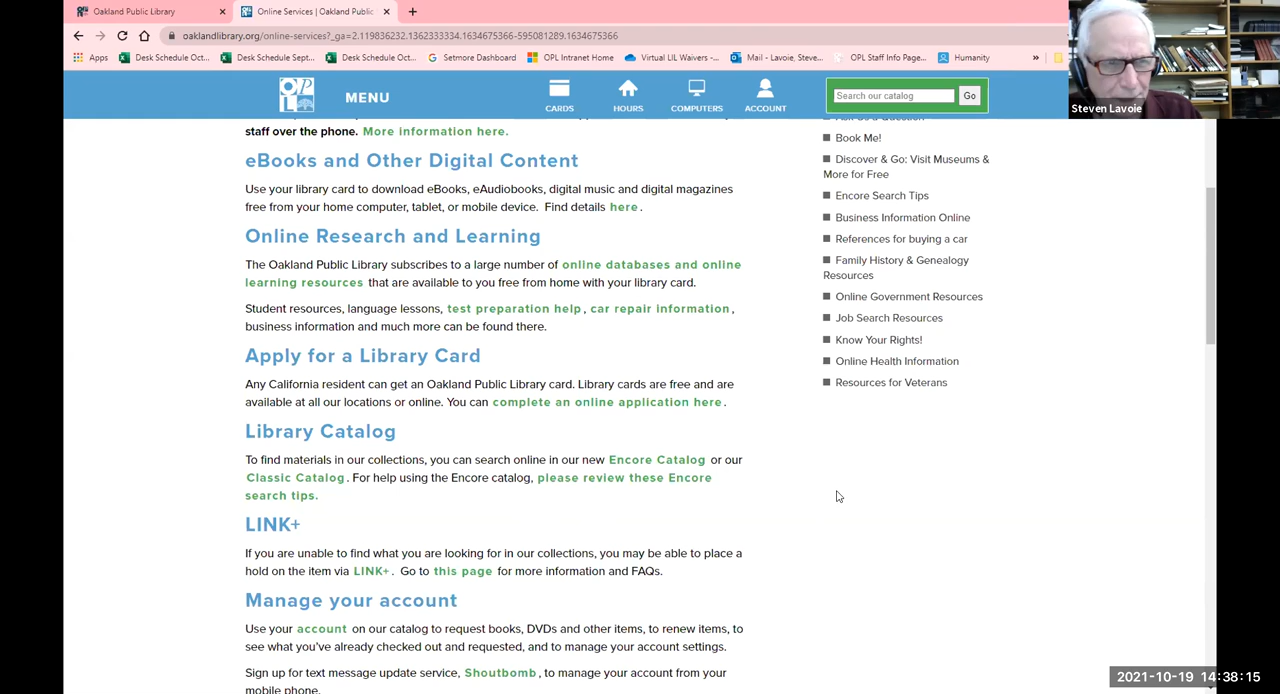 Oakland Public Library
Online Services | Oakland Public
oaklandlibrary.org/online-services?_ga=2.119836232.1362333334.1634675366-595081289.1634675366
Apps
Desk Schedule Oct...
Desk Schedule Sept...
Desk Schedule Oct...
Setmore Dashboard
OPL Intranet Home
Virtual LIL Waivers -...
Mail - Lavoie, Steve...
OPL Staff Info Page...
Humanity
»
OPL
MENU
CARDS
HOURS
COMPUTERS
ACCOUNT
Search our catalog
Go
Steven Lavoie
staff over the phone. More information here.
eBooks and Other Digital Content
Use your library card to download eBooks, eAudiobooks, digital music and digital magazines
free from your home computer, tablet, or mobile device. Find details here.
Online Research and Learning
The Oakland Public Library subscribes to a large number of online databases and online
learning resources that are available to you free from home with your library card.
Student resources, language lessons, test preparation help, car repair information,
business information and much more can be found there.
Apply for a Library Card
Any California resident can get an Oakland Public Library card. Library cards are free and are
available at all our locations or online. You can complete an online application here.
Library Catalog
To find materials in our collections, you can search online in our new Encore Catalog or our
Classic Catalog. For help using the Encore catalog, please review these Encore
search tips.
LINK+
If you are unable to find what you are looking for in our collections, you may be able to place a
hold on the item via LINK+. Go to this page for more information and FAQs.
Manage your account
Use your account on our catalog to request books, DVDs and other items, to renew items, to
see what you've already checked out and requested, and to manage your account settings.
Sign up for text message update service, Shoutbomb, to manage your account from your
mobile phone.
Ask Us a Question
Book Me!
Discover & Go: Visit Museums &
More for Free
Encore Search Tips
Business Information Online
References for buying a car
Family History & Genealogy
Resources
Online Government Resources
Job Search Resources
Know Your Rights!
Online Health Information
Resources for Veterans
2021-10-19 14:38:15